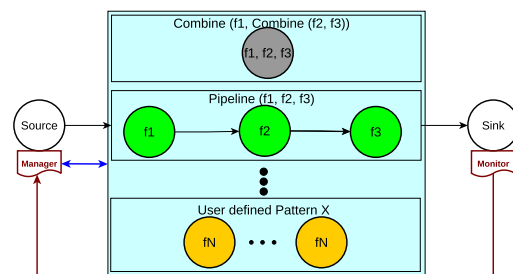 Combine (f1, Combine (f2, f3))
f1, f2, f3
Pipeline (f1, f2, f3)
Source
f1
f2
f3
Sink
Manager
Monitor
User defined Pattern X
fN
fN